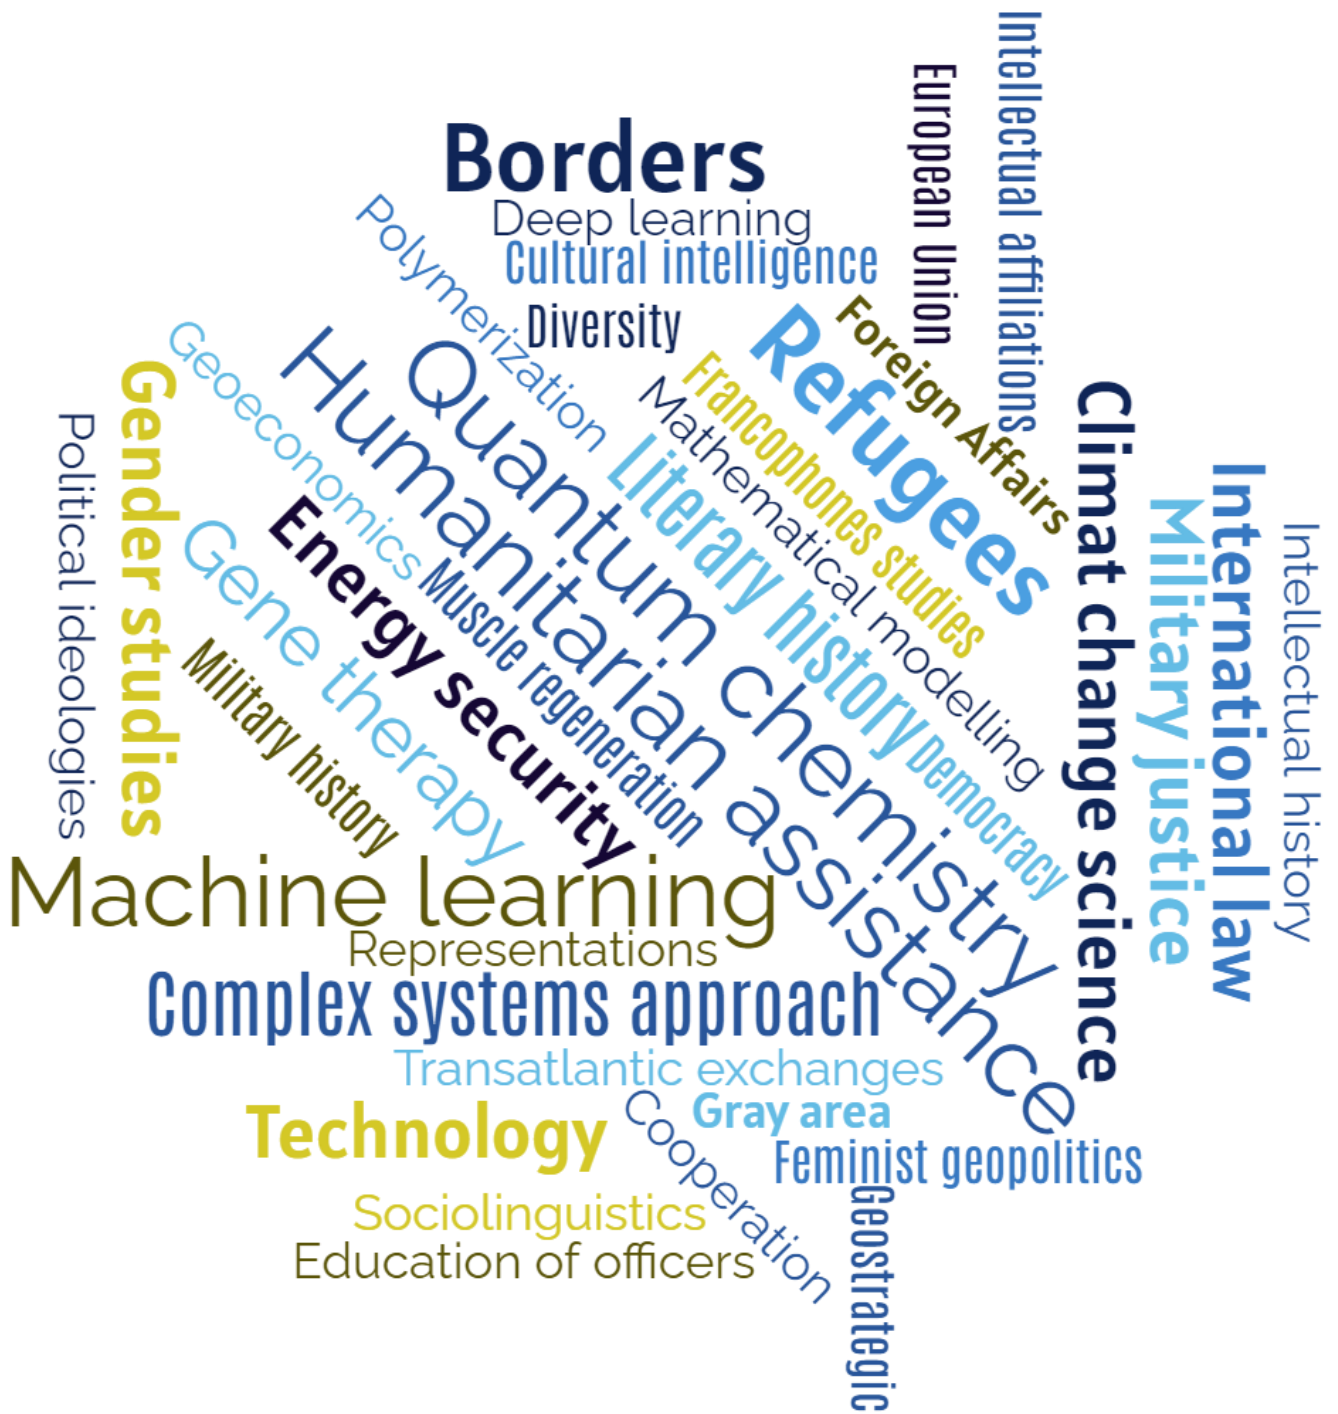 Intellectual affiliations
European Union
Borders
Deep learning
Cultural intelligence
Polymerization
Diversity
Foreign Affairs
Refugees
Francophones studies
Mathematical modelling
Geoeconomics
Humanitarian assistance
Quantum chemistry
Literary history
Democracy
Climat change science
International law
Military justice
Intellectual history
Political ideologies
Gender studies
Gene therapy
Energy security
Muscle regeneration
Military history
Machine learning
Representations
Complex systems approach
Transatlantic exchanges
Technology
Cooperation
Gray area
Feminist geopolitics
Sociolinguistics
Education of officers
Geostrategic